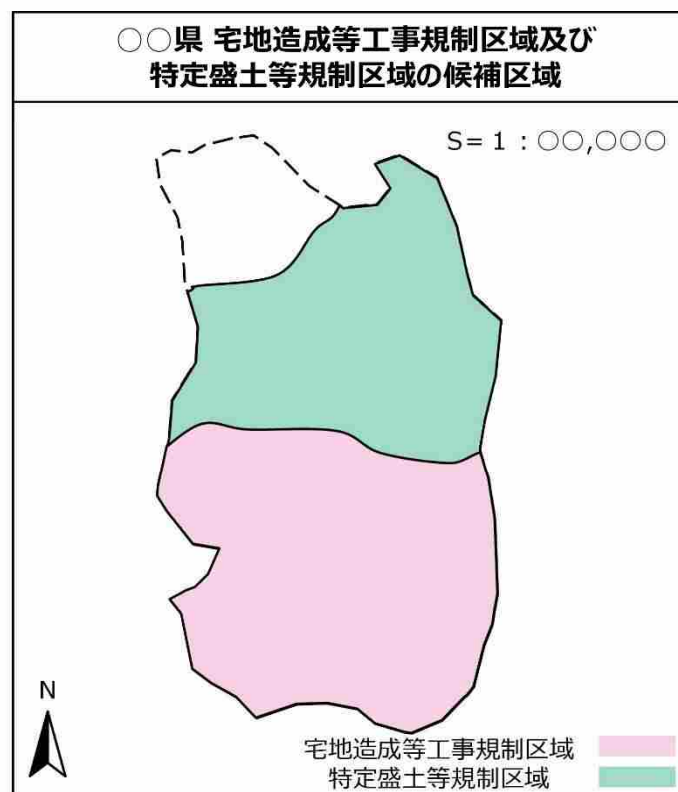 ○○県 宅地造成等工事規制区域及び
特定盛土等規制区域の候補区域
S=1：○○,○○○
N
宅地造成等工事規制区域
特定盛土等規制区域